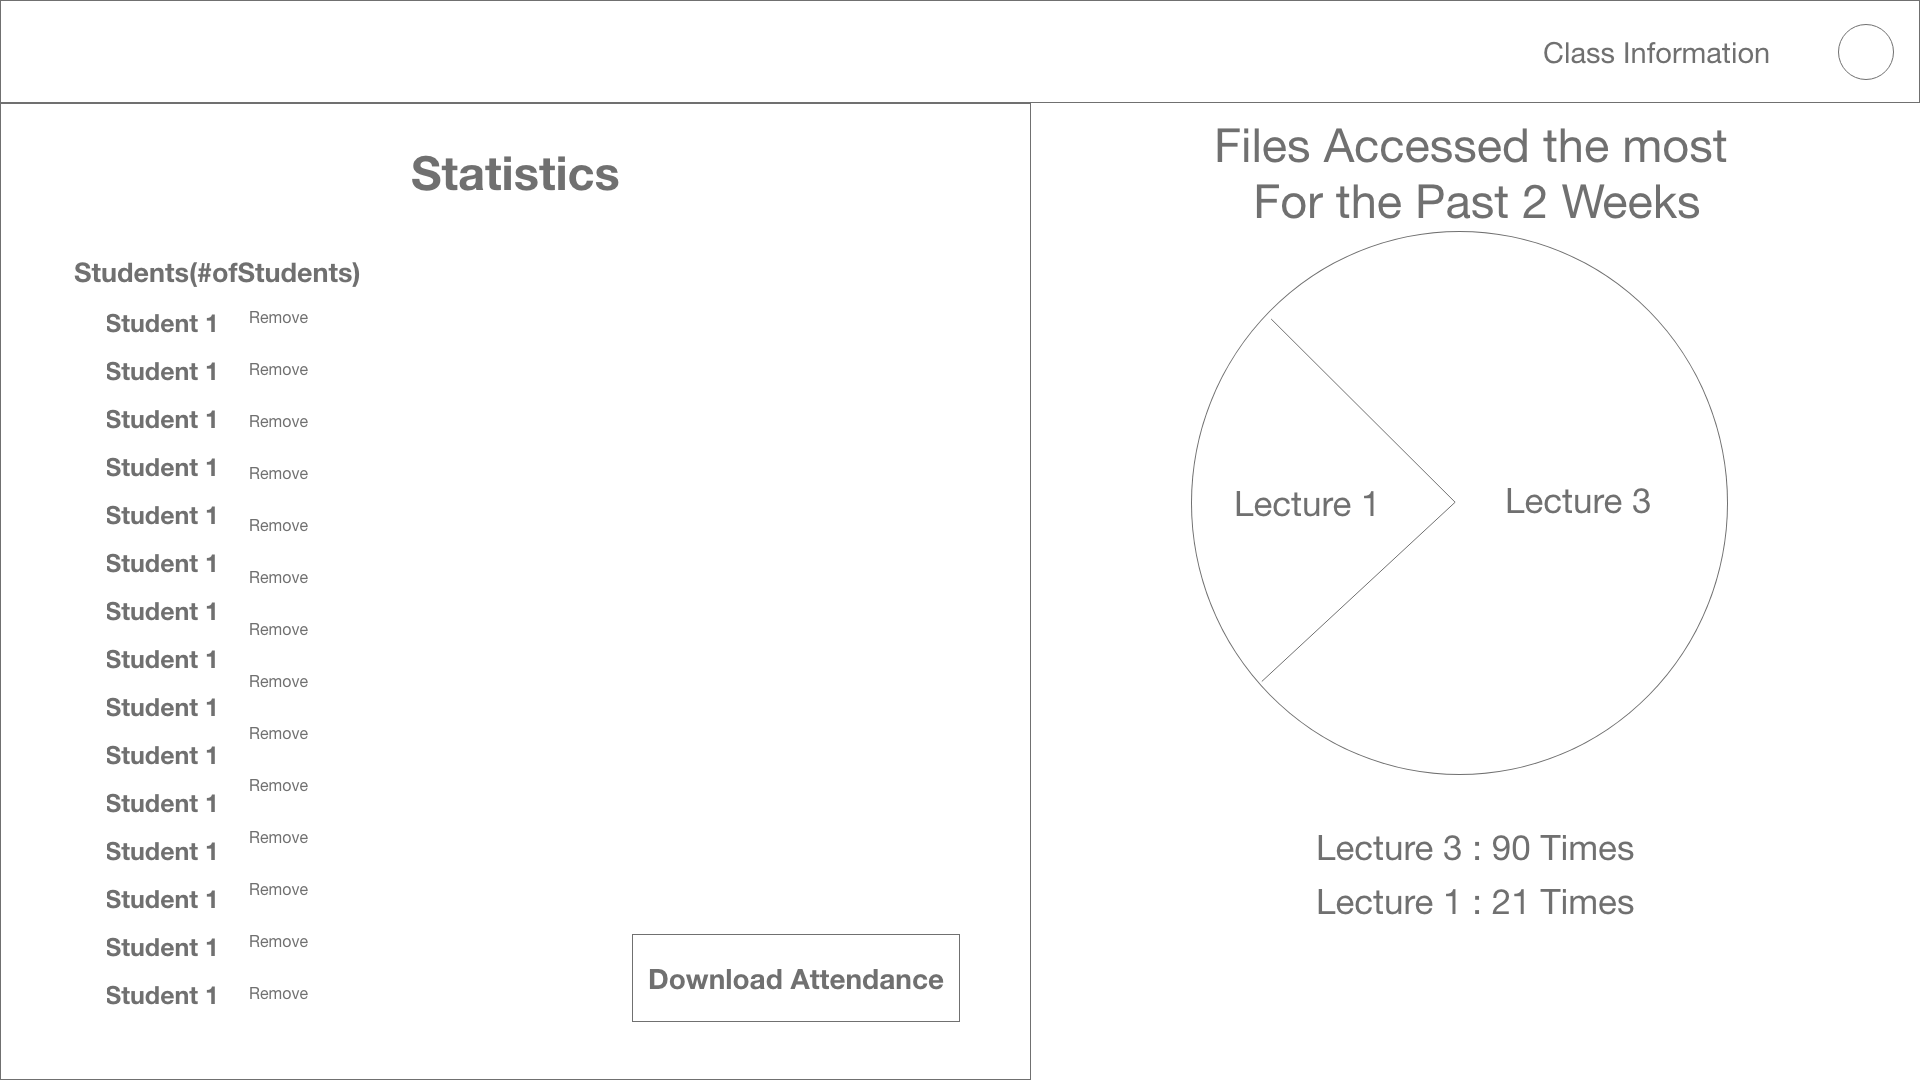 Class Information
Statistics
Students(#ofStudents)
Student 1 Remove
Student 1 Remove
Student 1 Remove
Student 1 Remove
Student 1 Remove
Student 1 Remove
Student 1 Remove
Student 1 Remove
Student 1 Remove
Student 1 Remove
Student 1 Remove
Student 1 Remove
Student 1 Remove
Student 1 Remove
Student 1
Download Attendance
Files Accessed the most
For the Past 2 Weeks
Lecture 1
Lecture 3
Lecture 3 : 90 Times
Lecture 1 : 21 Times